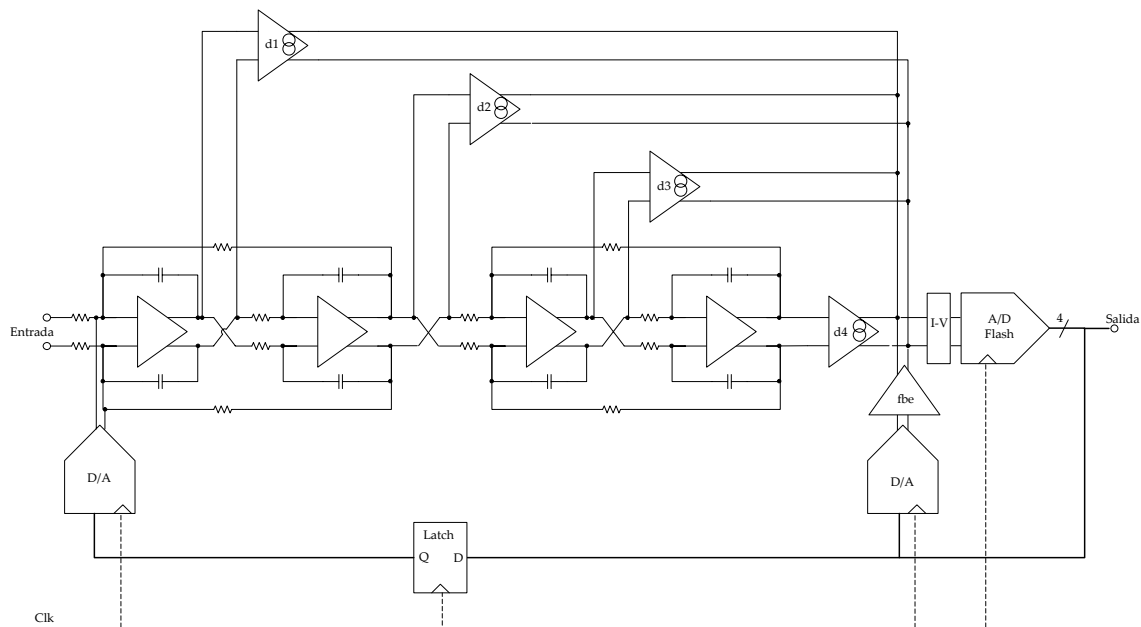 d1
d2
d3
Entrada
d4
I-V
A/D
Flash
4
Salida
fbe
D/A
D/A
Latch
Q
D
Clk